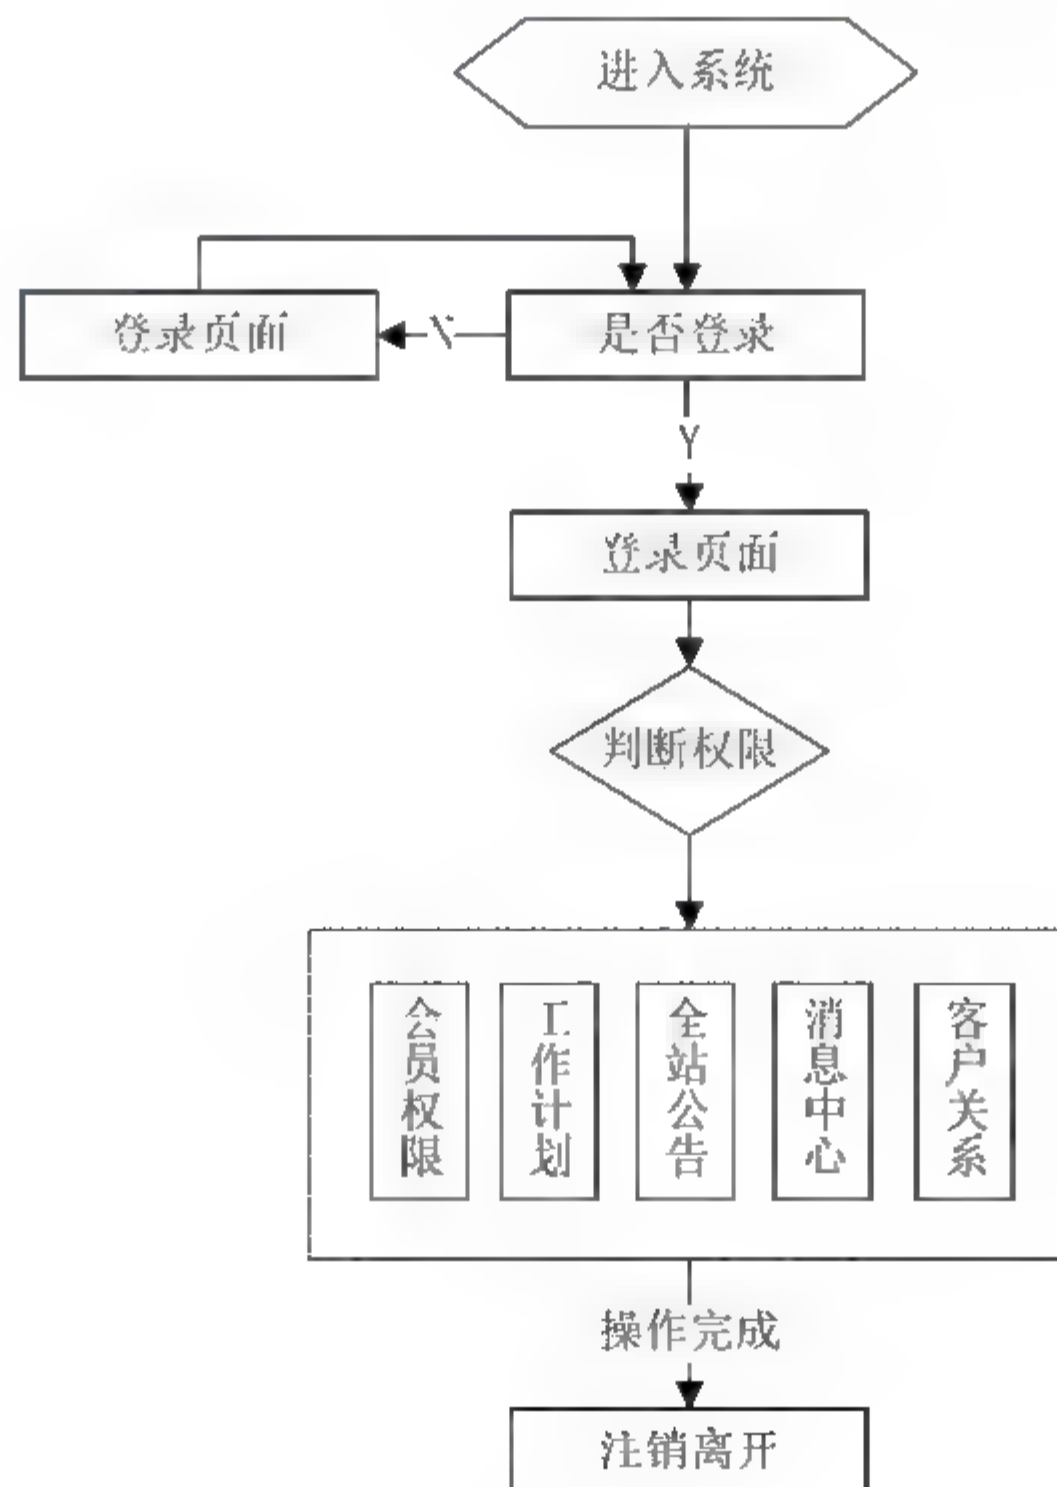 进入系统
登录页面
N
是否登录
Y
登录页面
判断权限
会员权限
工作计划
全站公告
消息中心
客户关系
操作完成
注销离开